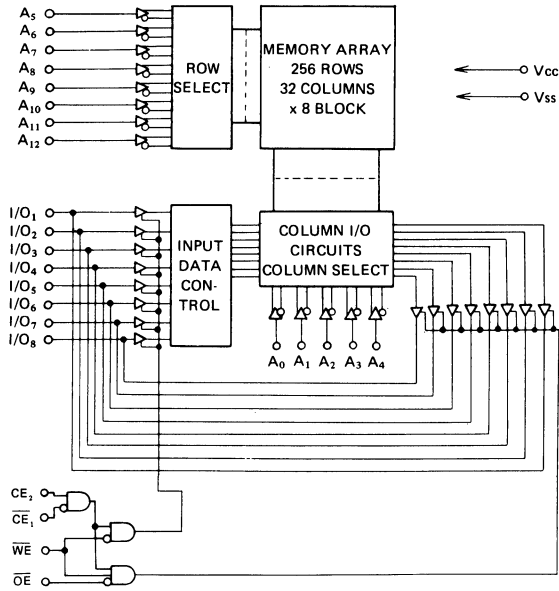 A5
A6
A7
A8
A9
A10
A11
A12
ROW
SELECT
MEMORY ARRAY
256 ROWS
32 COLUMNS
x 8 BLOCK
Vcc
Vss
I/O1
I/O2
I/O3
I/O4
I/O5
I/O6
I/O7
I/O8
INPUT
DATA
CON-
TROL
COLUMN I/O
CIRCUITS
COLUMN SELECT
A0 A1 A2 A3 A4
CE2
CE1
WE
OE